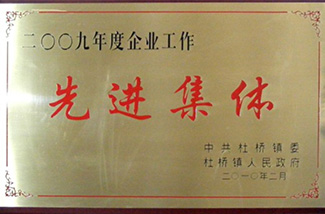 二〇〇九年度企业工作
先进集体
中共杜桥镇委
杜桥镇人民政府
二〇一〇年二月